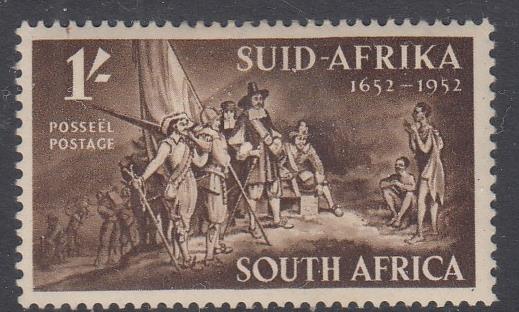 1/-
SUID-AFRIKA
1652-1952
POSSEËL
POSTAGE
SOUTH AFRICA